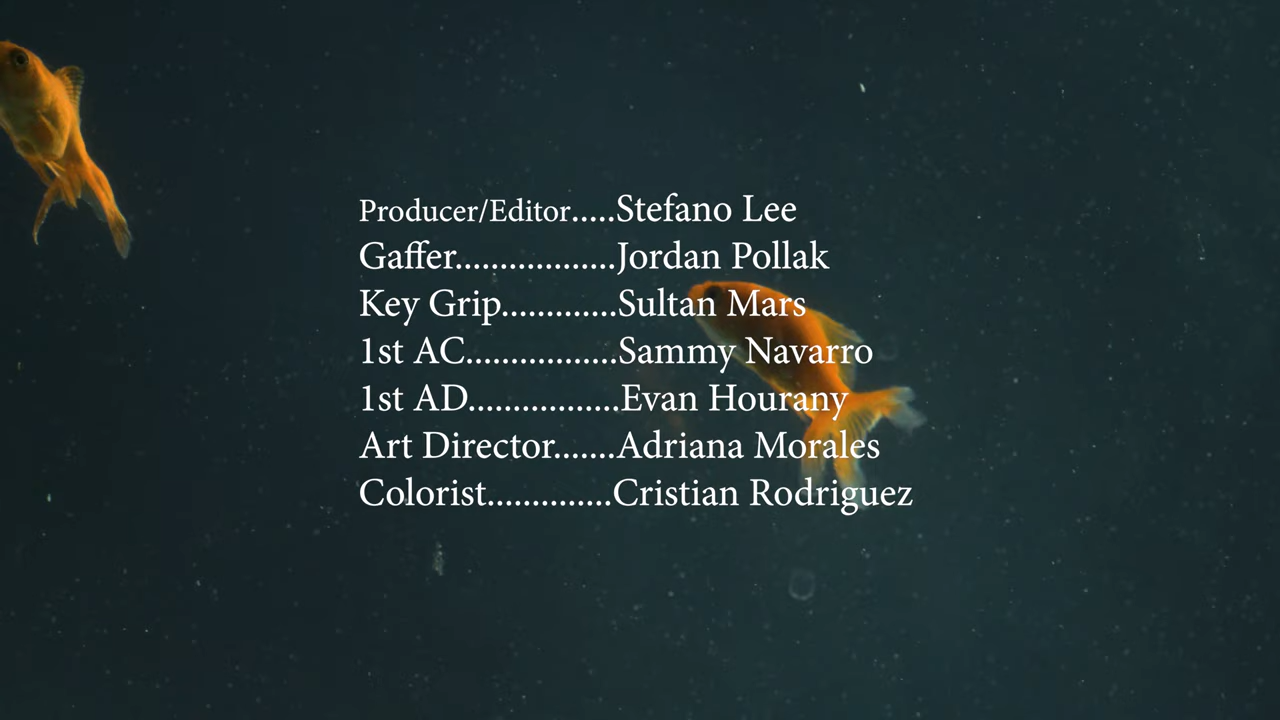 Producer/Editor.....Stefano Lee
Gaffer..................Jordan Pollak
Key Grip.............Sultan Mars
1st AC.................Sammy Navarro
1st AD.................Evan Hourany
Art Director.......Adriana Morales
Colorist..............Cristian Rodriguez